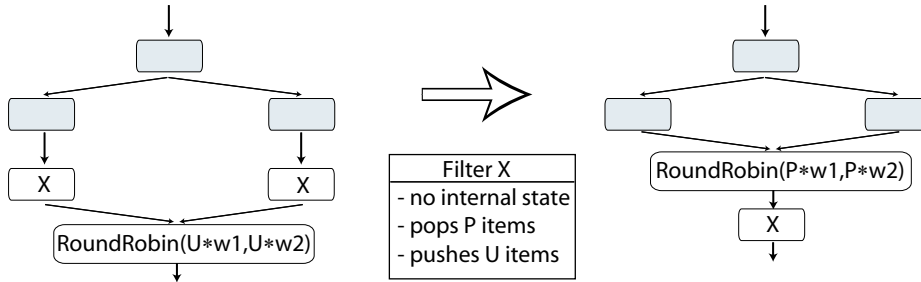 X
X
RoundRobin(U*w1,U*w2)
Filter X
- no internal state
- pops P items
- pushes U items
RoundRobin(P*w1,P*w2)
X